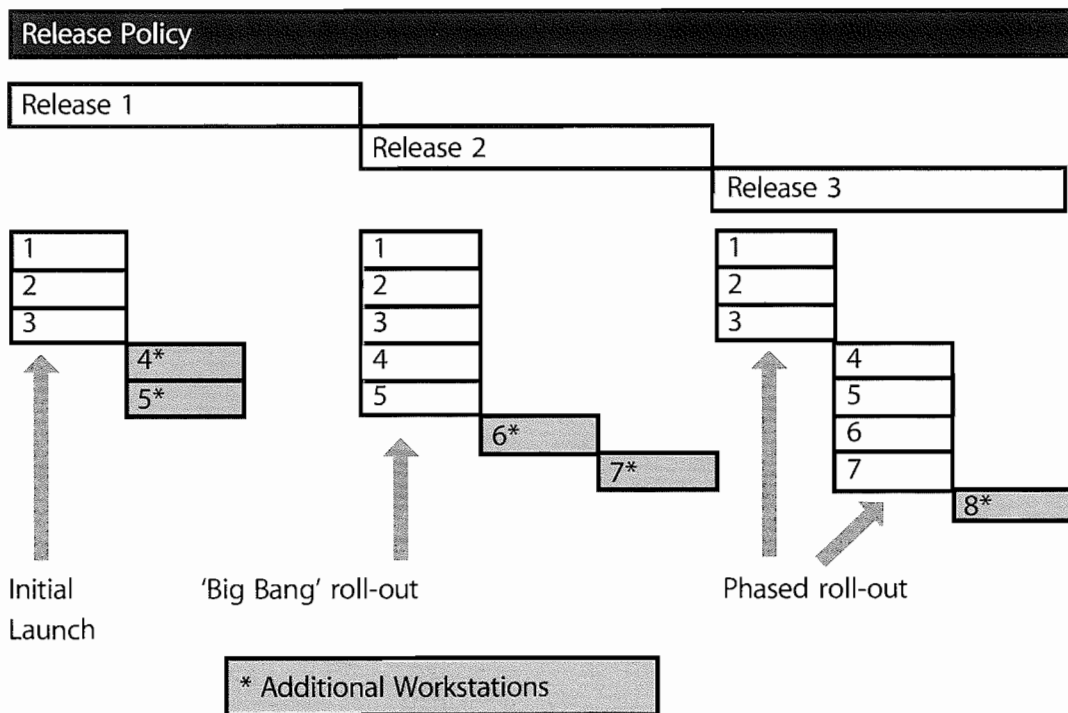 Release Policy
Release 1
Release 2
Release 3
1
2
3
4*
5*
1
2
3
4
5
6*
7*
1
2
3
4
5
6
7
8*
Initial
Launch
'Big Bang' roll-out
Phased roll-out
* Additional Workstations